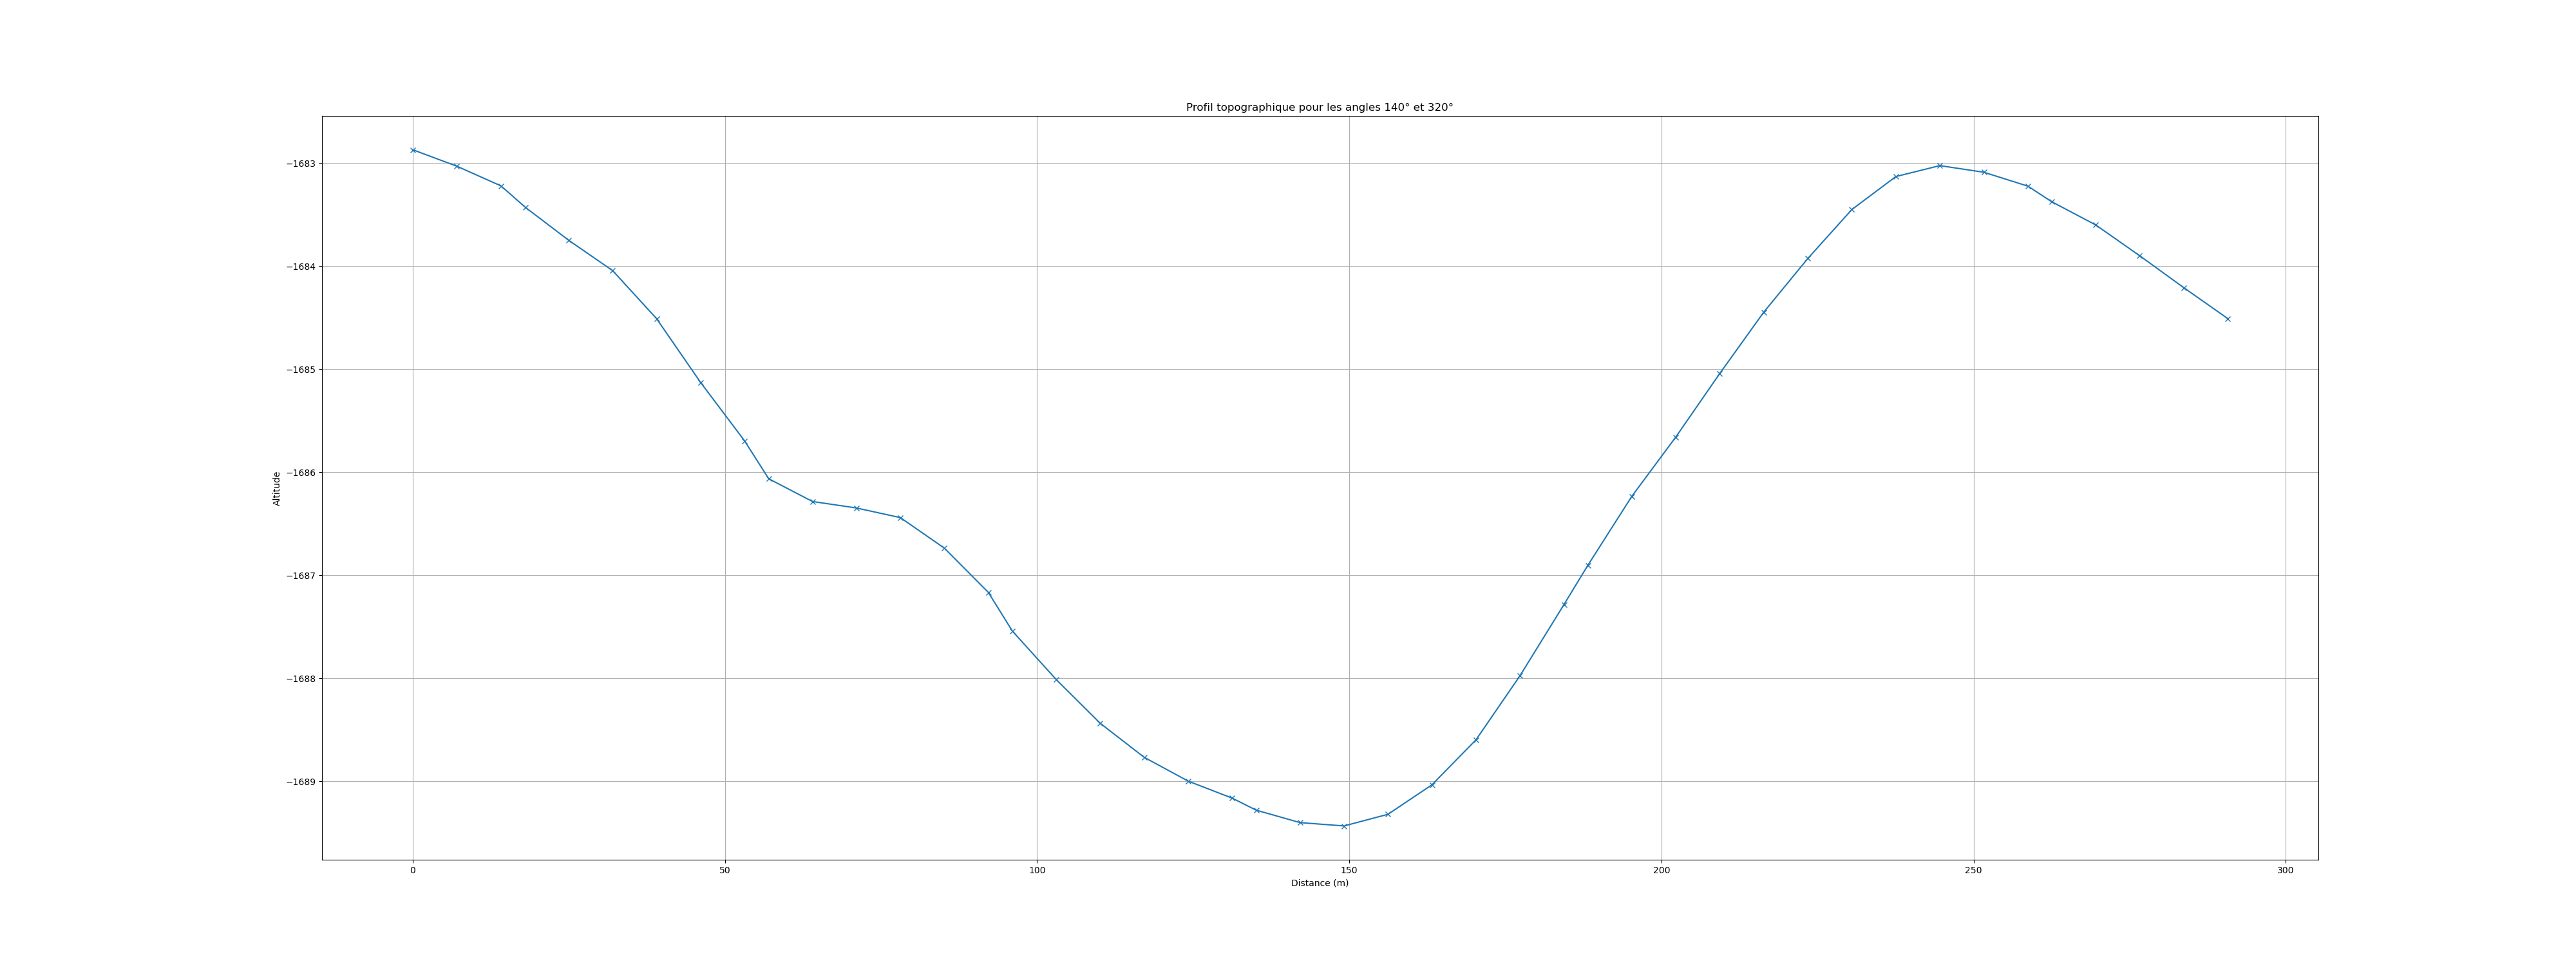 Profil topographique pour les angles 140° et 320°
−1683
−1684
−1685
−1686
−1687
−1688
−1689
Altitude
0 50 100 150 200 250 300
Distance (m)